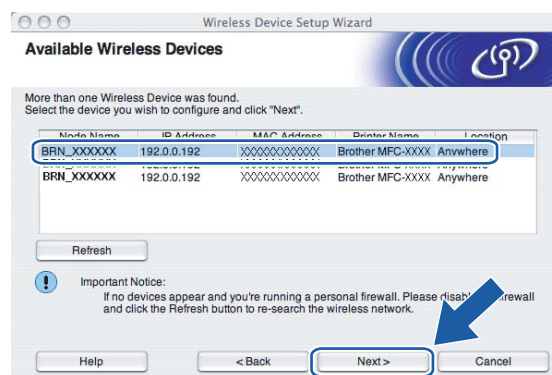 Wireless Device Setup Wizard
Available Wireless Devices
More than one Wireless Device was found.
Select the device you wish to configure and click "Next".
Node Name IP Address MAC Address Printer Name Location
BRN_XXXXXX 192.0.0.192 XXXXXXXXXXXX Brother MFC-XXXX Anywhere
BRN_XXXXXX 192.0.0.192 XXXXXXXXXXXX Brother MFC-XXXX Anywhere
Refresh
Important Notice:
If no devices appear and you're running a personal firewall. Please firewall
and click the Refresh button to re-search the wireless network.
Help
< Back
Next >
Cancel